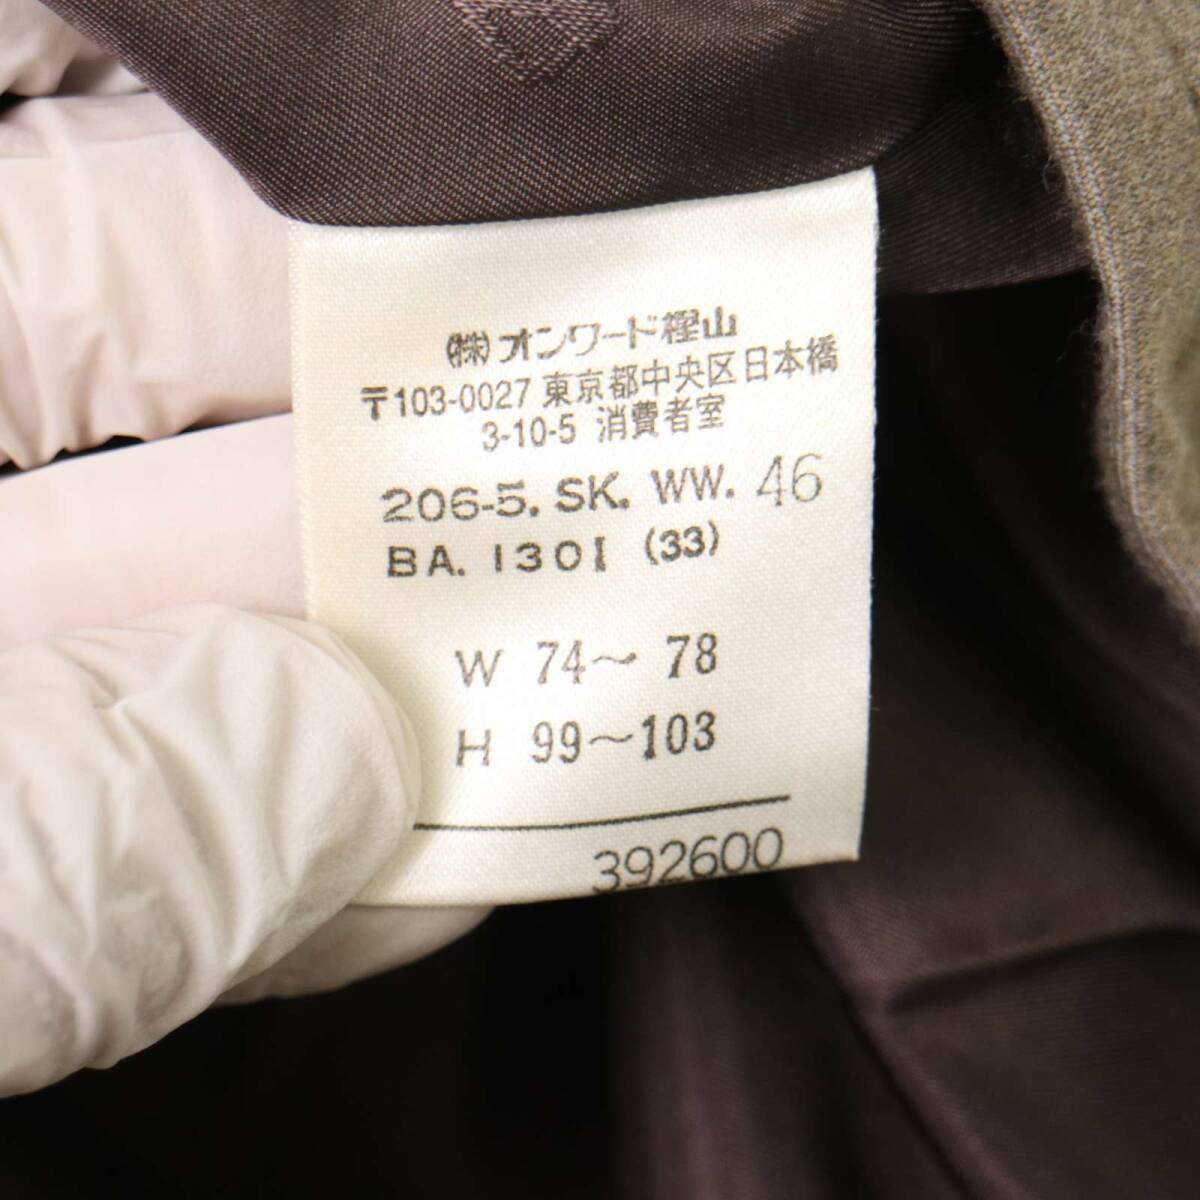 ㈱オンワード樫山
〒103-0027 東京都中央区日本橋
3-10-5 消費者室
206-5. SK. WW. 46
BA. 1301 (33)
W 74〜 78
H 99〜103
392600